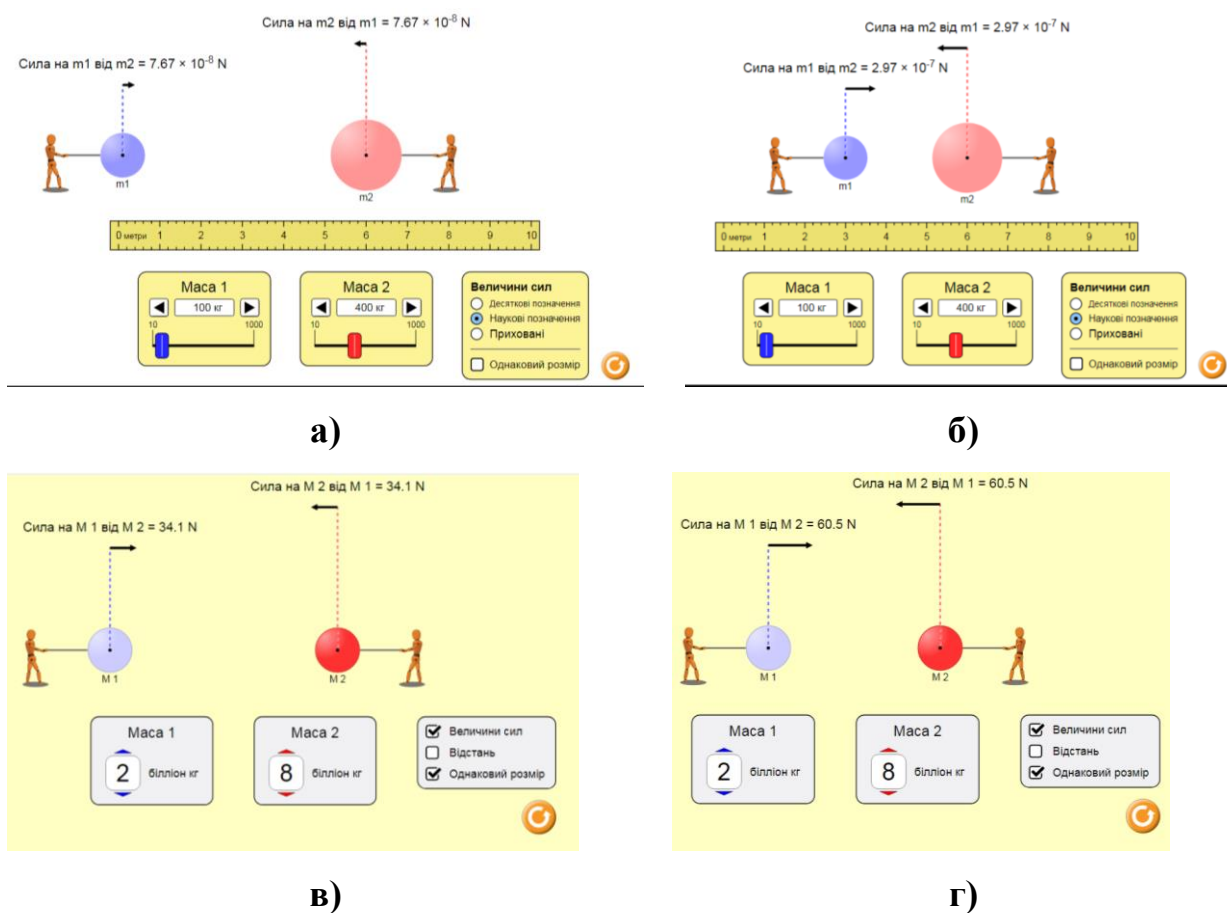 Сила на m2 від m1 = 7.67 × 10⁻⁸ N
Сила на m1 від m2 = 7.67 × 10⁻⁸ N
m1
m2
0 метри 1 2 3 4 5 6 7 8 9 10
Маса 1
100 кг
10 1000
Маса 2
400 кг
10 1000
Величини сил
Десяткові позначення
Наукові позначення
Приховані
Однаковий розмір
а)
Сила на m2 від m1 = 2.97 × 10⁻⁷ N
Сила на m1 від m2 = 2.97 × 10⁻⁷ N
m1
m2
0 метри 1 2 3 4 5 6 7 8 9 10
Маса 1
100 кг
10 1000
Маса 2
400 кг
10 1000
Величини сил
Десяткові позначення
Наукові позначення
Приховані
Однаковий розмір
б)
Сила на M 2 від M 1 = 34.1 N
Сила на M 1 від M 2 = 34.1 N
M 1
M 2
Маса 1
2 білліон кг
Маса 2
8 білліон кг
Величини сил
Відстань
Однаковий розмір
в)
Сила на M 2 від M 1 = 60.5 N
Сила на M 1 від M 2 = 60.5 N
M 1
M 2
Маса 1
2 білліон кг
Маса 2
8 білліон кг
Величини сил
Відстань
Однаковий розмір
г)